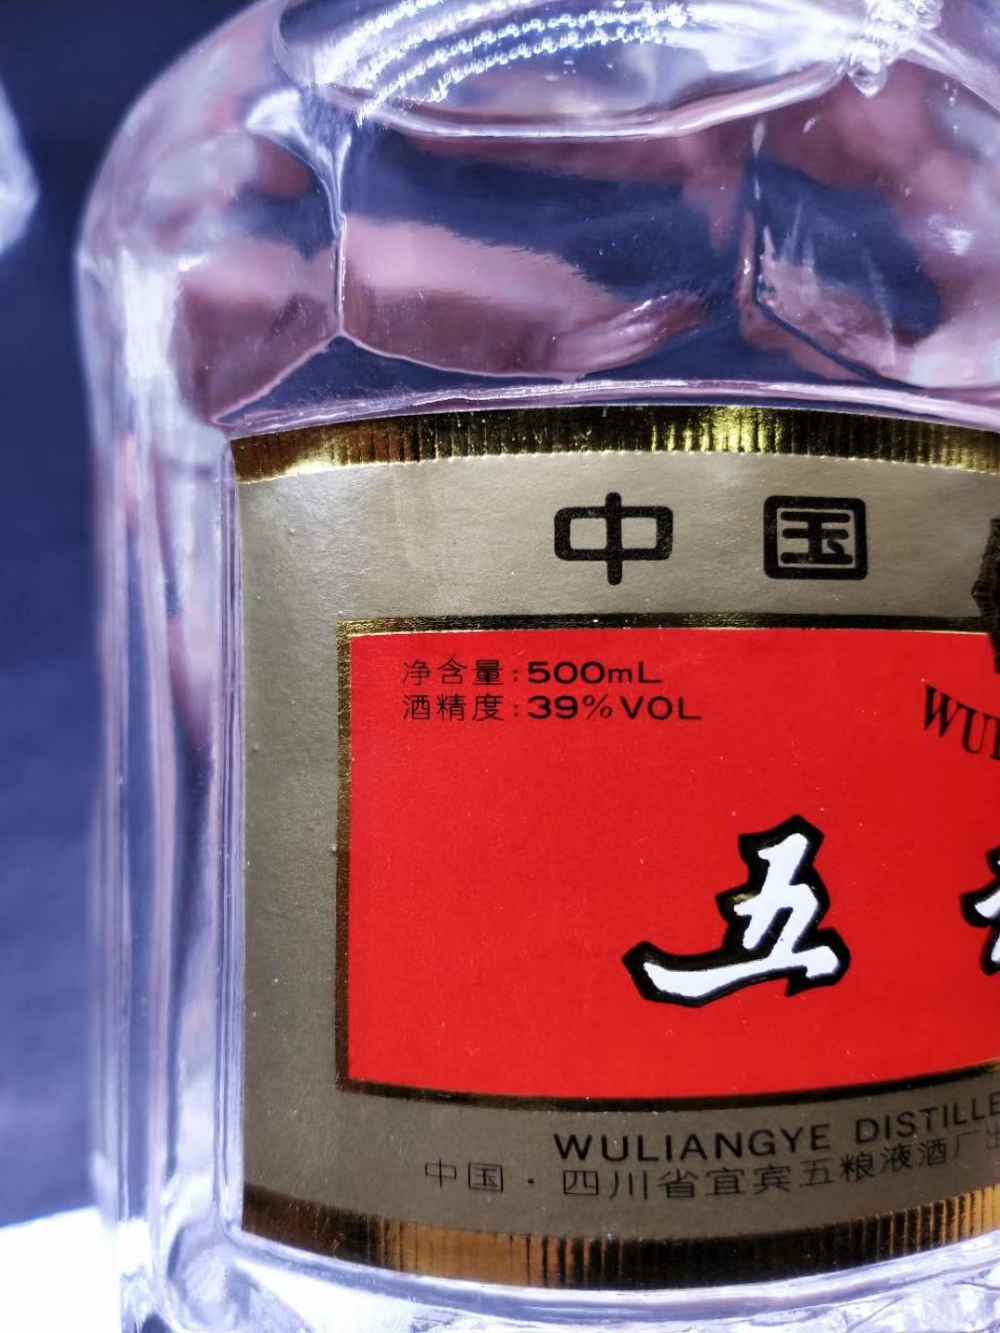 中国
净含量:500mL
酒精度:39%VOL
WU
五
WULIANGYE DISTILLE
中国·四川省宜宾五粮液酒厂